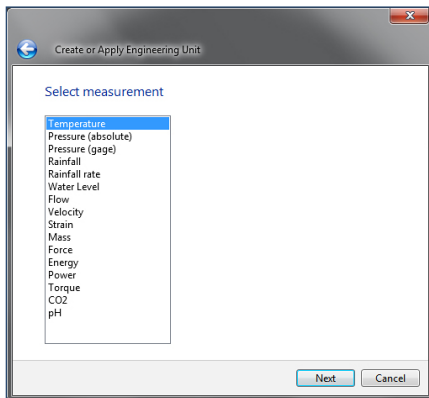 Create or Apply Engineering Unit
Select measurement
Temperature
Pressure (absolute)
Pressure (gage)
Rainfall
Rainfall rate
Water Level
Flow
Velocity
Strain
Mass
Force
Energy
Power
Torque
CO2
pH
Next
Cancel